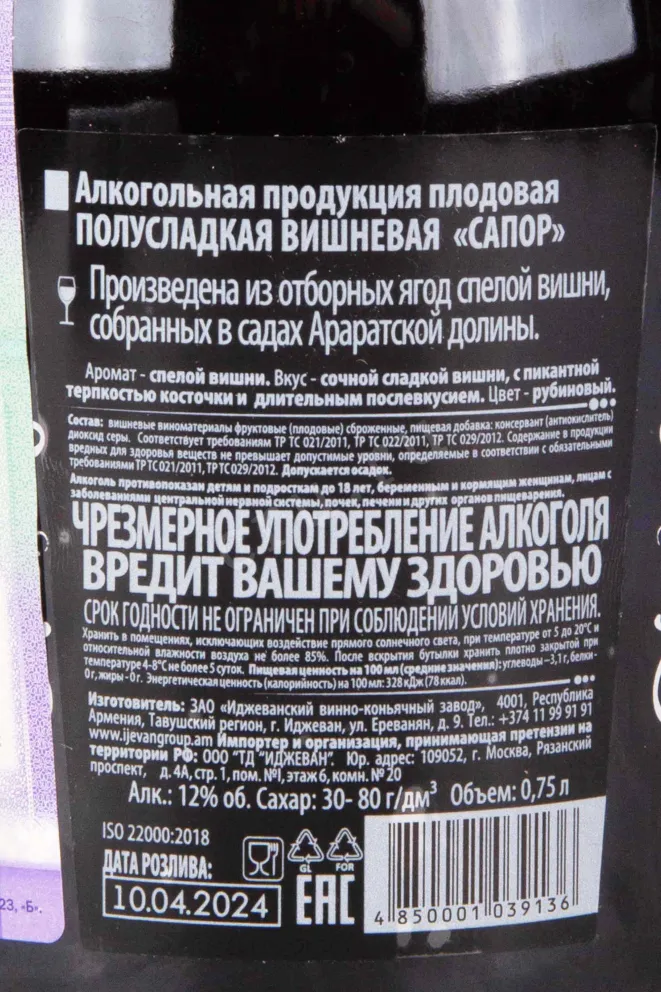 Алкогольная продукция плодовая
ПОЛУСЛАДКАЯ ВИШНЕВАЯ «САПОР»
Произведена из отборных ягод спелой вишни,
собранных в садах Араратской долины.
Аромат - спелой вишни. Вкус - сочной сладкой вишни, с пикантной
терпкостью косточки и длительным послевкусием. Цвет - рубиновый.
Состав: вишневые виноматериалы фруктовые (плодовые) сброженные, пищевая добавка: консервант (антиокислитель)
диоксид серы. Соответствует требованиям ТР ТС 021/2011, ТР ТС 022/2011, ТР ТС 029/2012. Содержание в продукции
вредных для здоровья веществ не превышает допустимые уровни, определяемые в соответствии с обязательными
требованиями ТР ТС 021/2011, ТР ТС 029/2012. Допускается осадок.
Алкоголь противопоказан детям и подросткам до 18 лет, беременным и кормящим женщинам, лицам с
заболеваниями центральной нервной системы, почек, печени и других органов пищеварения.
ЧРЕЗМЕРНОЕ УПОТРЕБЛЕНИЕ АЛКОГОЛЯ
ВРЕДИТ ВАШЕМУ ЗДОРОВЬЮ
СРОК ГОДНОСТИ НЕ ОГРАНИЧЕН ПРИ СОБЛЮДЕНИИ УСЛОВИЙ ХРАНЕНИЯ.
Хранить в помещениях, исключающих воздействие прямого солнечного света, при температуре от 5 до 20°С и
относительной влажности воздуха не более 85%. После вскрытия бутылки хранить плотно закрытой при
температуре 4-8°С не более 5 суток. Пищевая ценность на 100 мл (средние значения): углеводы – 3,1 г, белки-
0 г, жиры - 0 г. Энергетическая ценность (калорийность) на 100 мл: 328 кДж (78 ккал).
Изготовитель: ЗАО «Иджеванский винно-коньячный завод», 4001, Республика
Армения, Тавушский регион, г. Иджеван, ул. Ереванян, д. 9. Тел.: +374 11 99 91 91
www.ijevangroup.am Импортер и организация, принимающая претензии на
территории РФ: ООО "ТД "ИДЖЕВАН". Юр. адрес: 109052, г. Москва, Рязанский
проспект, д. 4А, стр. 1, пом. №I, этаж 6, комн. № 20
Алк.: 12% об. Сахар: 30- 80 г/дм³ Объем: 0,75 л
ISO 22000:2018
ДАТА РОЗЛИВА:
10.04.2024
GL FOR
EAC
4 850001 039136
23, «Б».